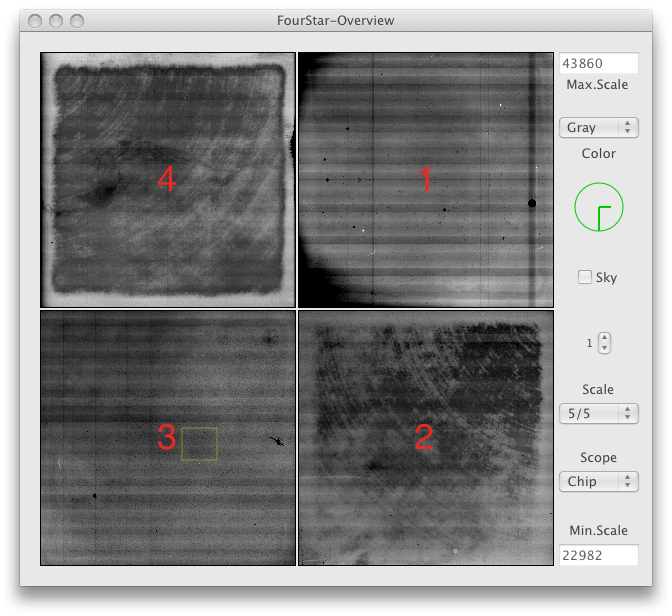 FourStar-Overview
43860
Max.Scale
Gray
Color
Sky
1
Scale
5/5
Scope
Chip
Min.Scale
22982
4
1
3
2